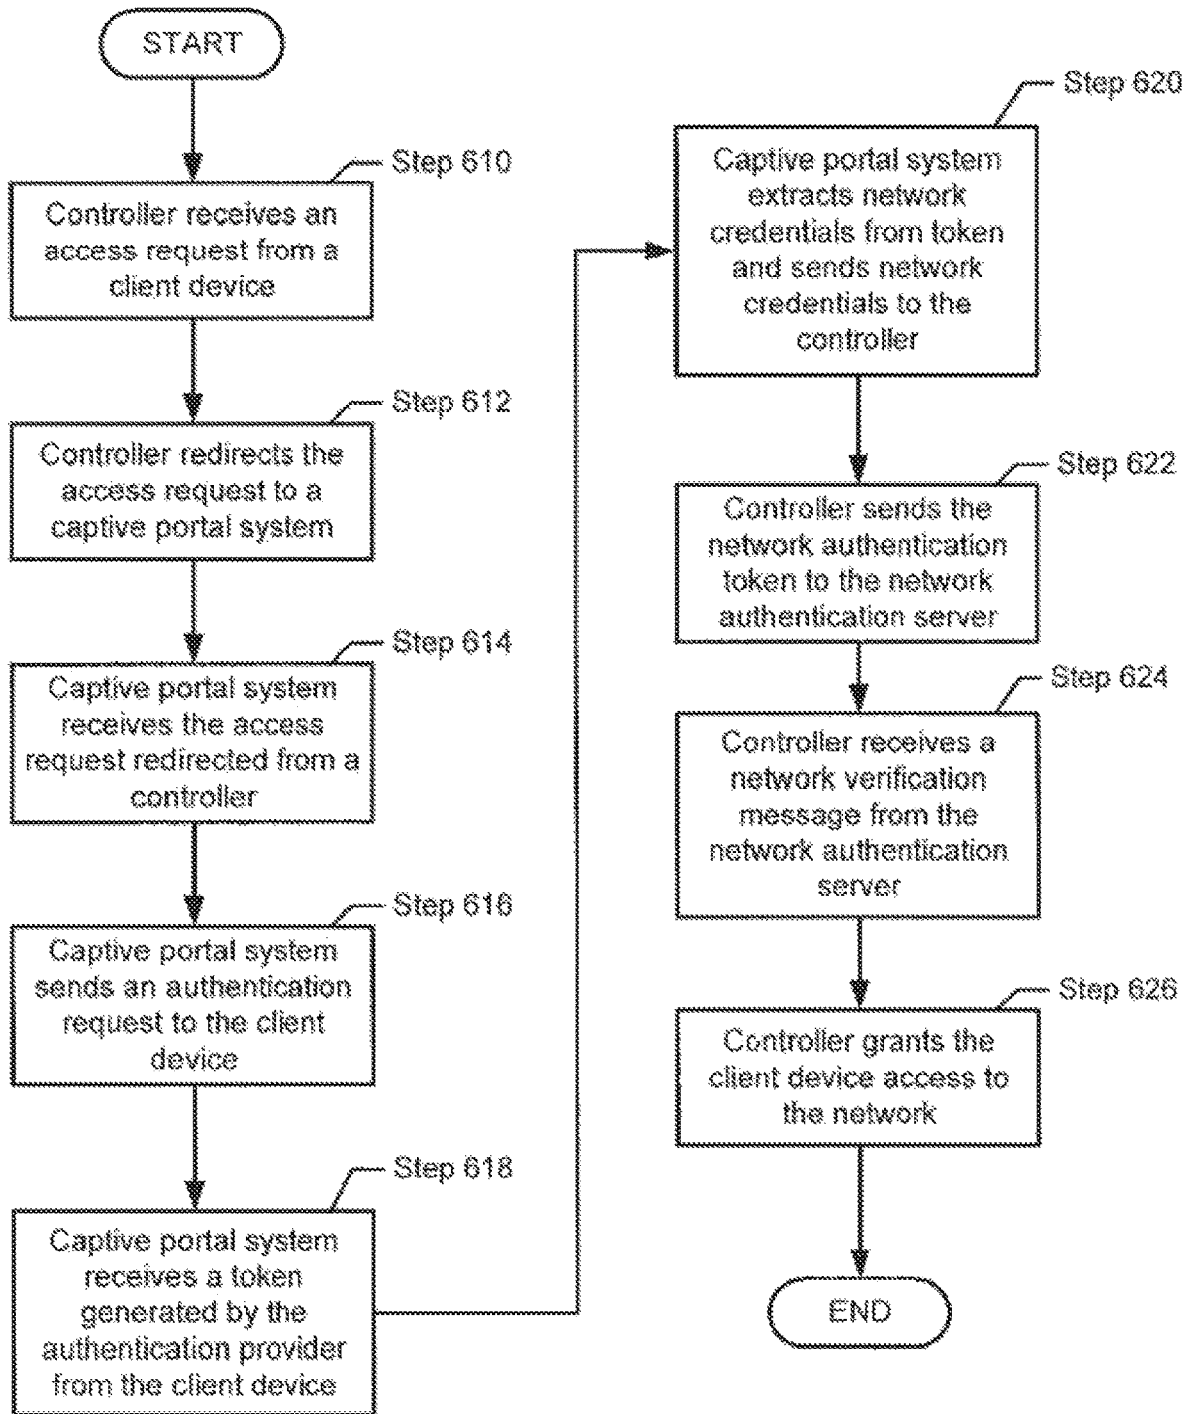 START
Step 610
Controller receives an
access request from a
client device
Step 612
Controller redirects the
access request to a
captive portal system
Step 614
Captive portal system
receives the access
request redirected from a
controller
Step 616
Captive portal system
sends an authentication
request to the client
device
Step 618
Captive portal system
receives a token
generated by the
authentication provider
from the client device
Step 620
Captive portal system
extracts network
credentials from token
and sends network
credentials to the
controller
Step 622
Controller sends the
network authentication
token to the network
authentication server
Step 624
Controller receives a
network verification
message from the
network authentication
server
Step 626
Controller grants the
client device access to
the network
END